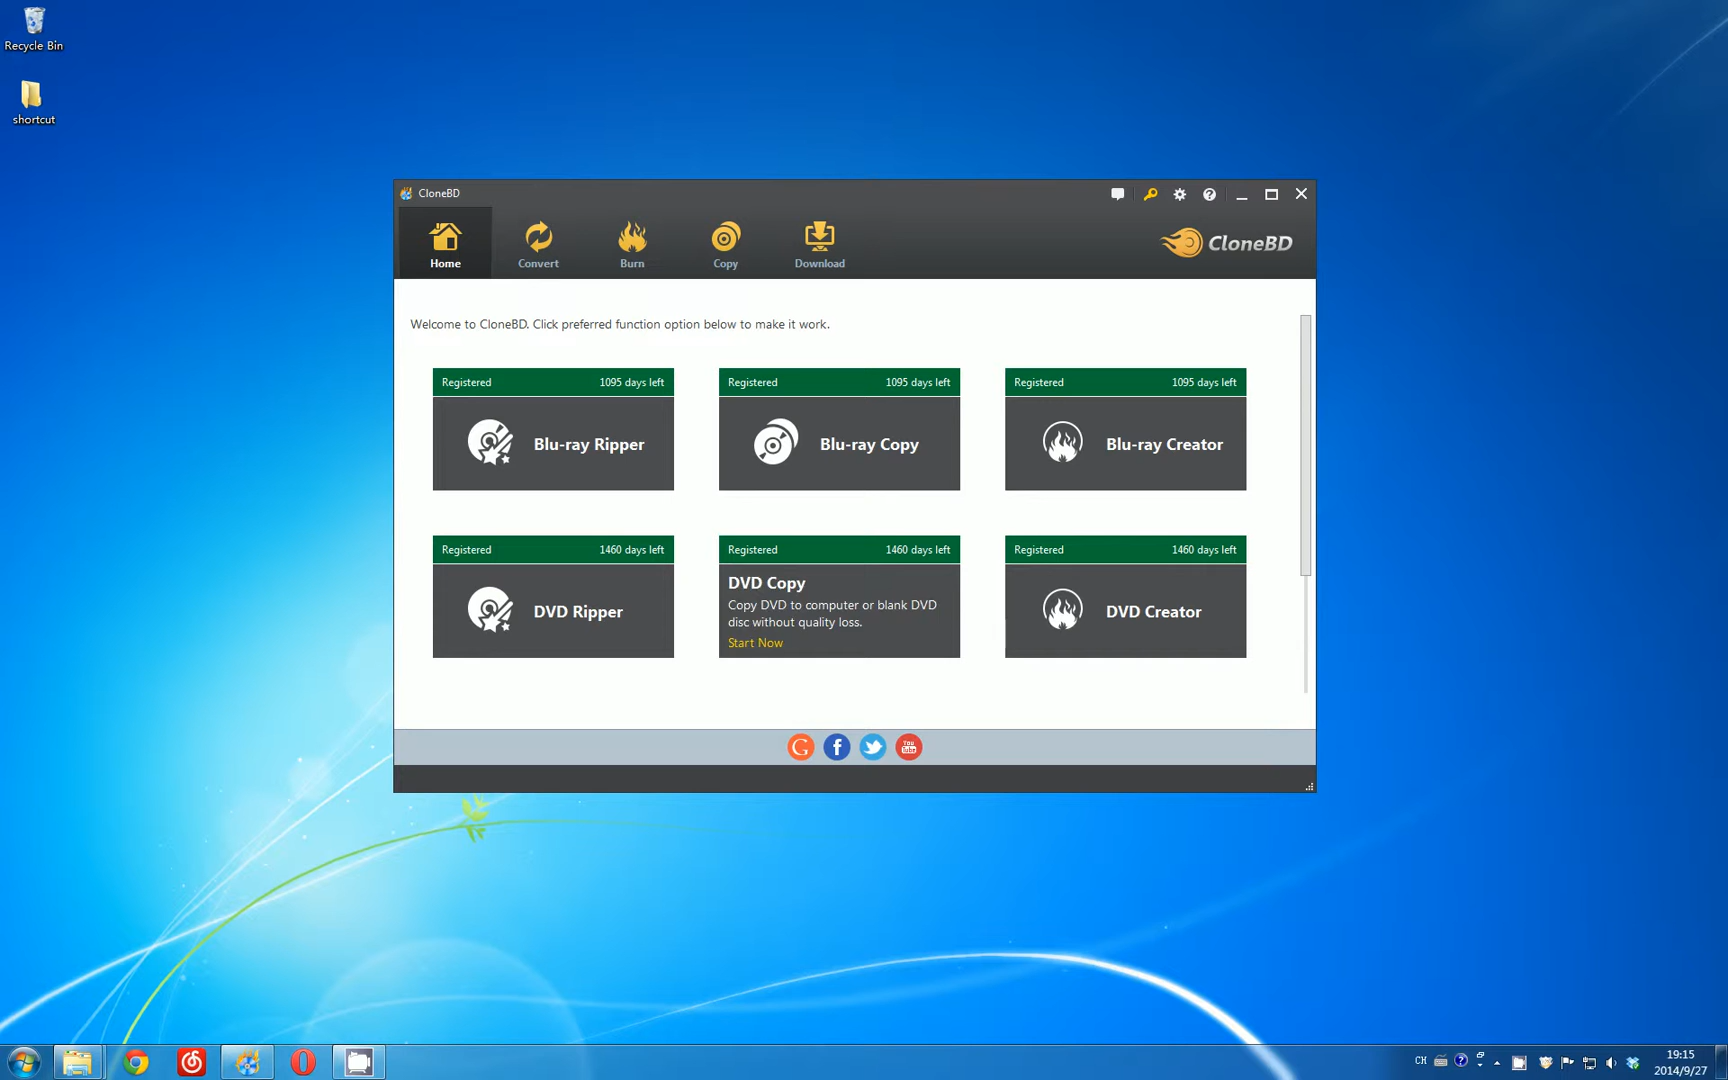 Recycle Bin
shortcut
CloneBD
Home
Convert
Burn
Copy
Download
CloneBD
Welcome to CloneBD. Click preferred function option below to make it work.
Registered 1095 days left
Blu-ray Ripper
Registered 1095 days left
Blu-ray Copy
Registered 1095 days left
Blu-ray Creator
Registered 1460 days left
DVD Ripper
Registered 1460 days left
DVD Copy
Copy DVD to computer or blank DVD
disc without quality loss.
Start Now
Registered 1460 days left
DVD Creator
G f You
Tube
CH
19:15
2014/9/27